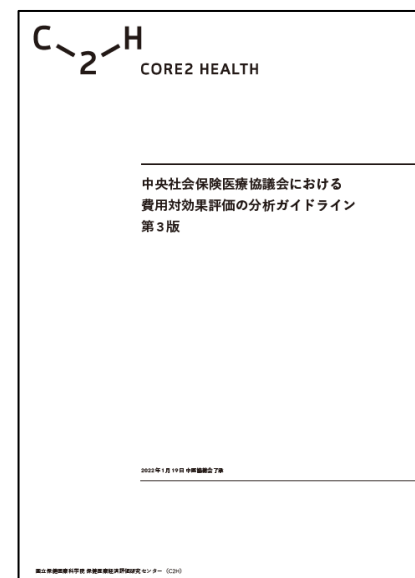 C2H
CORE2 HEALTH
中央社会保険医療協議会における
費用対効果評価の分析ガイドライン
第3版
2022年1月19日 中医協総会了承
国立保健医療科学院 保健医療経済評価研究センター（C2H）